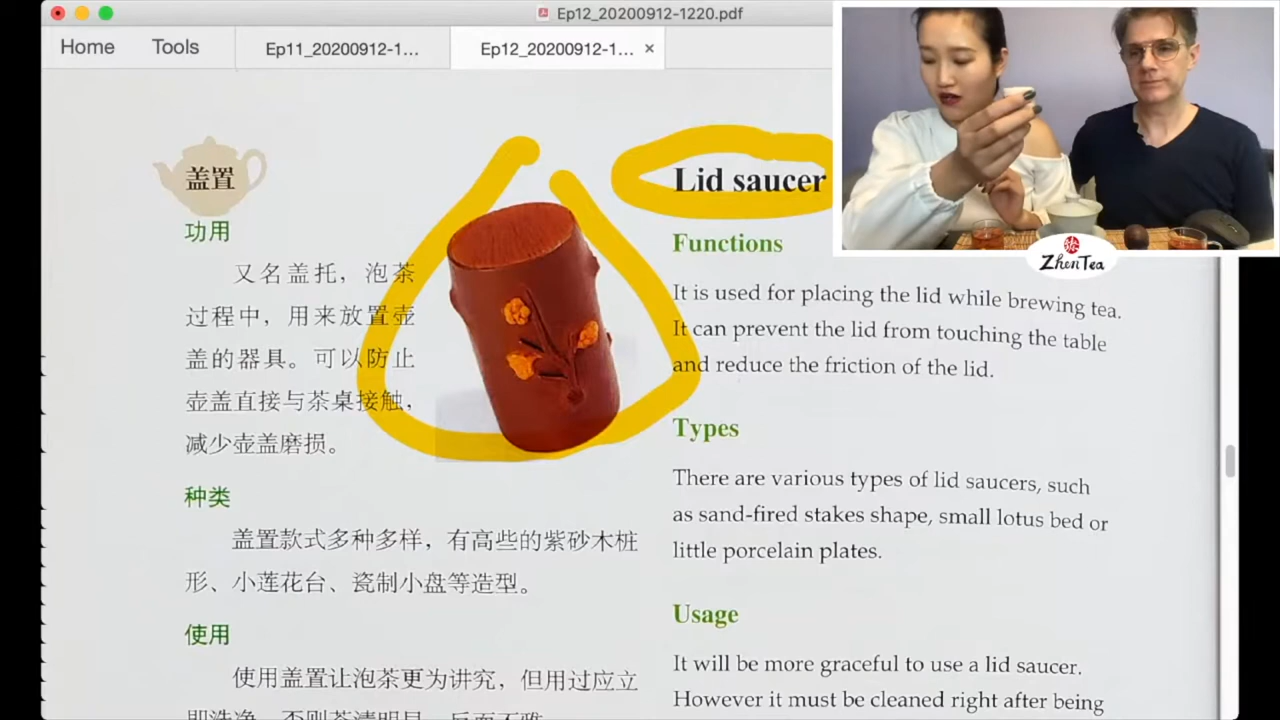 Ep12_20200912-1220.pdf
Home
Tools
Ep11_20200912-1...
Ep12_20200912-1... ×
ZhenTea
盖置
功用
又名盖托，泡茶
过程中，用来放置壶
盖的器具。可以防止
壶盖直接与茶桌接触，
减少壶盖磨损。
种类
盖置款式多种多样，有高些的紫砂木桩
形、小莲花台、瓷制小盘等造型。
使用
使用盖置让泡茶更为讲究，但用过应立
Lid saucer
Functions
It is used for placing the lid while brewing tea.
It can prevent the lid from touching the table
and reduce the friction of the lid.
Types
There are various types of lid saucers, such
as sand-fired stakes shape, small lotus bed or
little porcelain plates.
Usage
It will be more graceful to use a lid saucer.
However it must be cleaned right after being